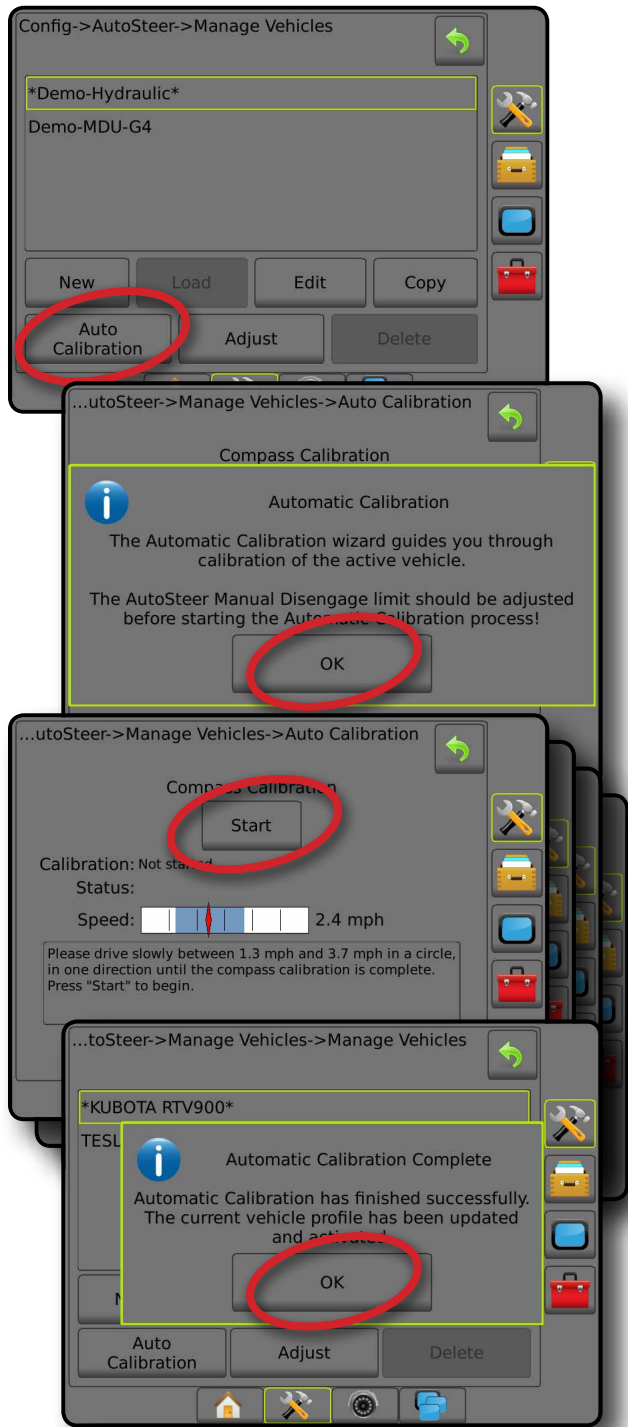 Config->AutoSteer->Manage Vehicles
*Demo-Hydraulic*
Demo-MDU-G4
New Load Edit Copy
Auto
Calibration
Adjust Delete
...utoSteer->Manage Vehicles->Auto Calibration
Compass Calibration
i
Automatic Calibration
The Automatic Calibration wizard guides you through
calibration of the active vehicle.
The AutoSteer Manual Disengage limit should be adjusted
before starting the Automatic Calibration process!
OK
...utoSteer->Manage Vehicles->Auto Calibration
Compass Calibration
Start
Calibration: Not started
Status:
Speed: 2.4 mph
Please drive slowly between 1.3 mph and 3.7 mph in a circle,
in one direction until the compass calibration is complete.
Press "Start" to begin.
...toSteer->Manage Vehicles->Manage Vehicles
*KUBOTA RTV900*
TESL
i
Automatic Calibration Complete
Automatic Calibration has finished successfully.
The current vehicle profile has been updated
and activated
OK
N
Auto
Calibration
Adjust Delete